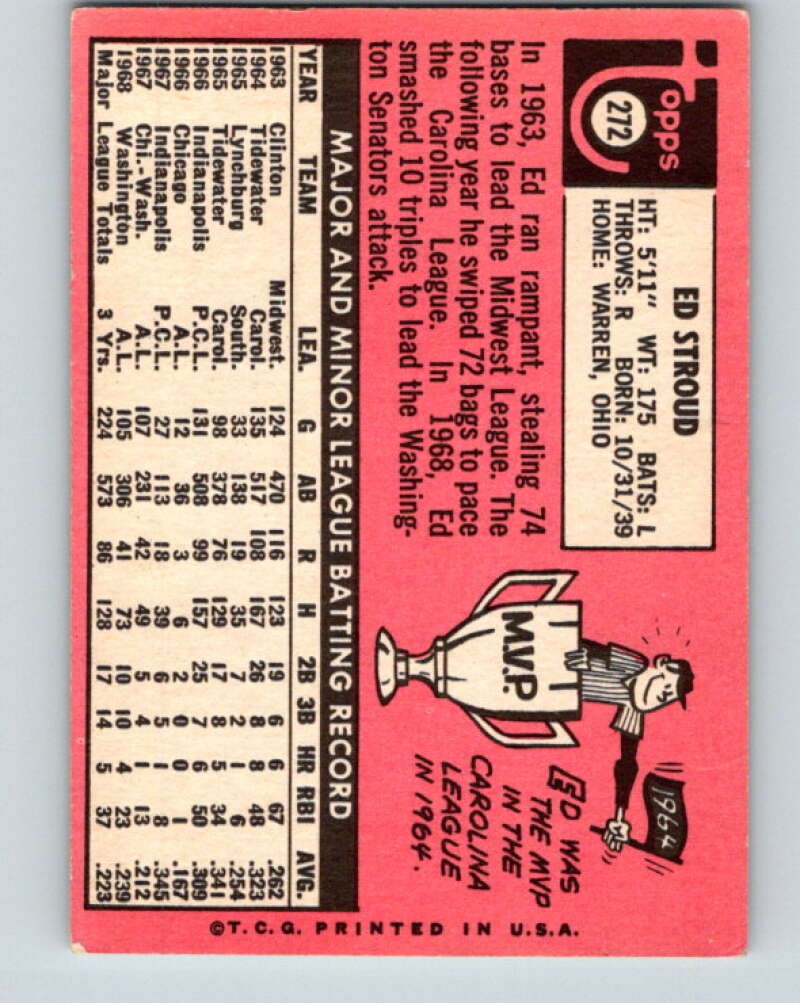 Topps
272
ED STROUD
HT: 5'11" WT: 175 BATS: L
THROWS: R BORN: 10/31/39
HOME: WARREN, OHIO
In 1963, Ed ran rampant, stealing 74
bases to lead the Midwest League. The
following year he swiped 72 bags to pace
the Carolina League. In 1968, Ed
smashed 10 triples to lead the Washing-
ton Senators attack.
1964
M.V.P.
ED WAS
THE MVP
IN THE
CAROLINA
LEAGUE
IN 1964.
MAJOR AND MINOR LEAGUE BATTING RECORD
YEAR TEAM LEA. G AB R H 2B 3B HR RBI AVG.
1963 Clinton Midwest. 124 470 116 123 19 6 6 67 .262
1964 Tidewater Carol. 135 517 108 167 26 8 8 48 .323
1965 Lynchburg South. 33 138 19 35 7 2 1 6 .254
1965 Tidewater Carol. 98 378 76 129 17 8 5 34 .341
1966 Indianapolis P.C.L. 131 508 99 157 25 7 6 50 .309
1966 Chicago A.L. 12 36 3 6 2 0 0 1 .167
1967 Indianapolis P.C.L. 27 113 18 39 6 5 1 8 .345
1967 Chi.-Wash. A.L. 107 231 42 49 5 4 1 13 .212
1968 Washington A.L. 105 306 41 73 10 10 4 23 .239
Major League Totals 3 Yrs. 224 573 86 128 17 14 5 37 .223
©T.C.G. PRINTED IN U.S.A.